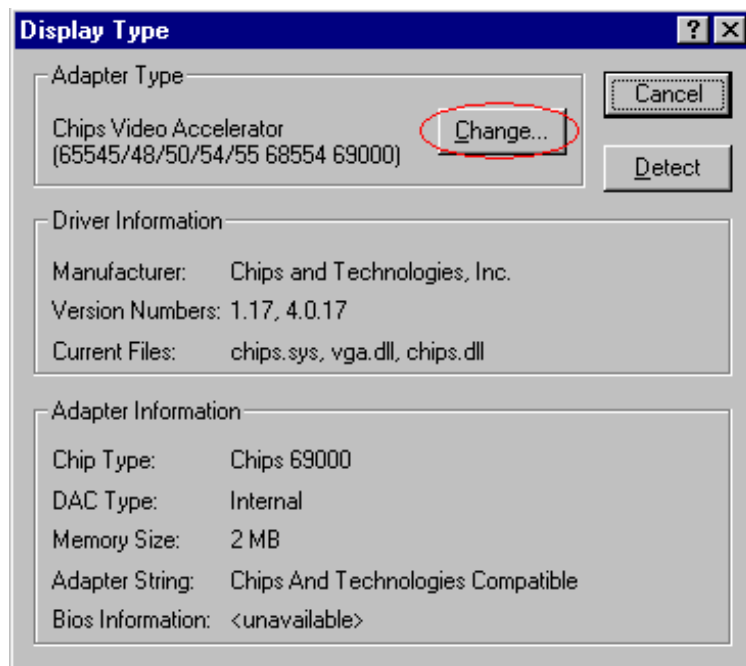 Display Type
Adapter Type
Chips Video Accelerator
(65545/48/50/54/55 68554 69000)
Change...
Cancel
Detect
Driver Information
Manufacturer: Chips and Technologies, Inc.
Version Numbers: 1.17, 4.0.17
Current Files: chips.sys, vga.dll, chips.dll
Adapter Information
Chip Type: Chips 69000
DAC Type: Internal
Memory Size: 2 MB
Adapter String: Chips And Technologies Compatible
Bios Information: <unavailable>